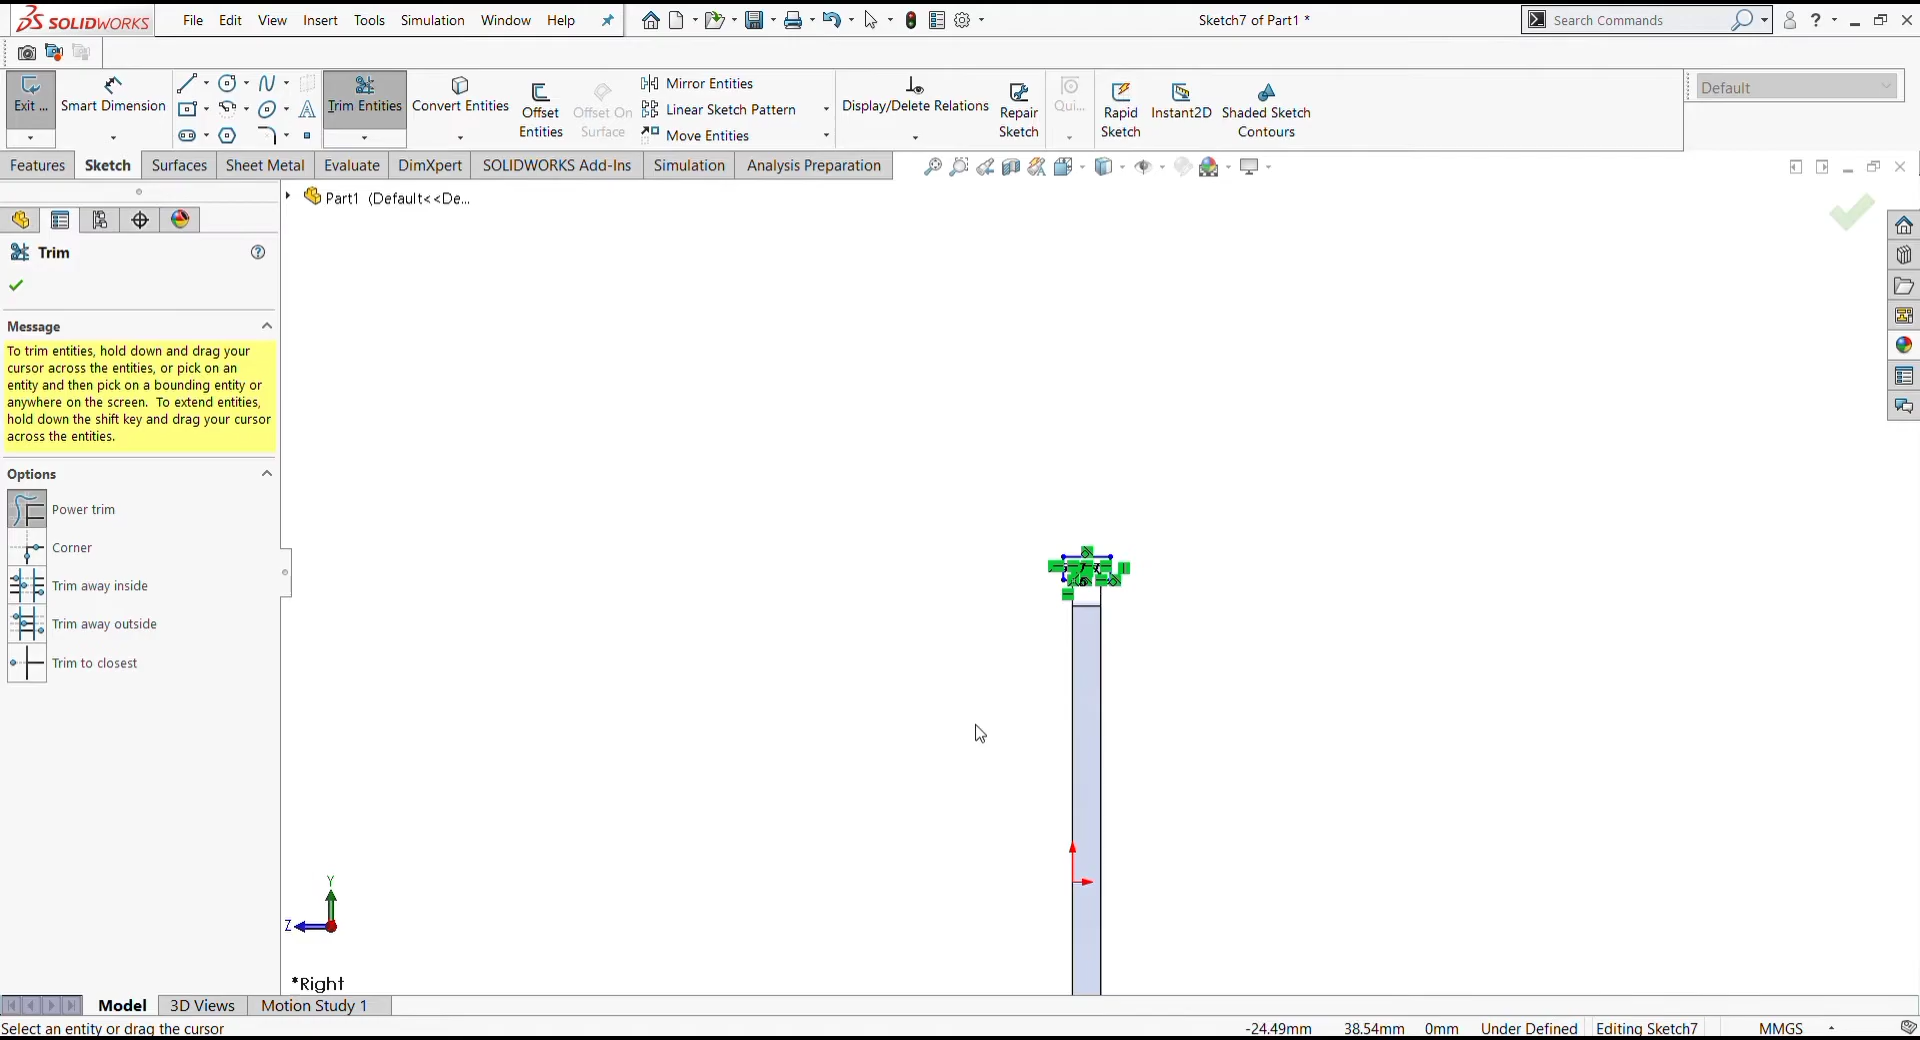 SOLIDWORKS
File Edit View Insert Tools Simulation Window Help
Sketch7 of Part1 *
Search Commands
?
Exit ...
Smart Dimension
Trim Entities
Convert Entities
Offset Entities
Offset On Surface
Mirror Entities
Linear Sketch Pattern
Move Entities
Display/Delete Relations
Repair Sketch
Qui...
Rapid Sketch
Instant2D
Shaded Sketch Contours
Default
Features Sketch Surfaces Sheet Metal Evaluate DimXpert SOLIDWORKS Add-Ins Simulation Analysis Preparation
Part1 (Default<<De...
Trim
?
Message
To trim entities, hold down and drag your
cursor across the entities, or pick on an
entity and then pick on a bounding entity or
anywhere on the screen. To extend entities,
hold down the shift key and drag your cursor
across the entities.
Options
Power trim
Corner
Trim away inside
Trim away outside
Trim to closest
Y
Z
*Right
Model 3D Views Motion Study 1
Select an entity or drag the cursor
-24.49mm 38.54mm 0mm Under Defined Editing Sketch7 MMGS